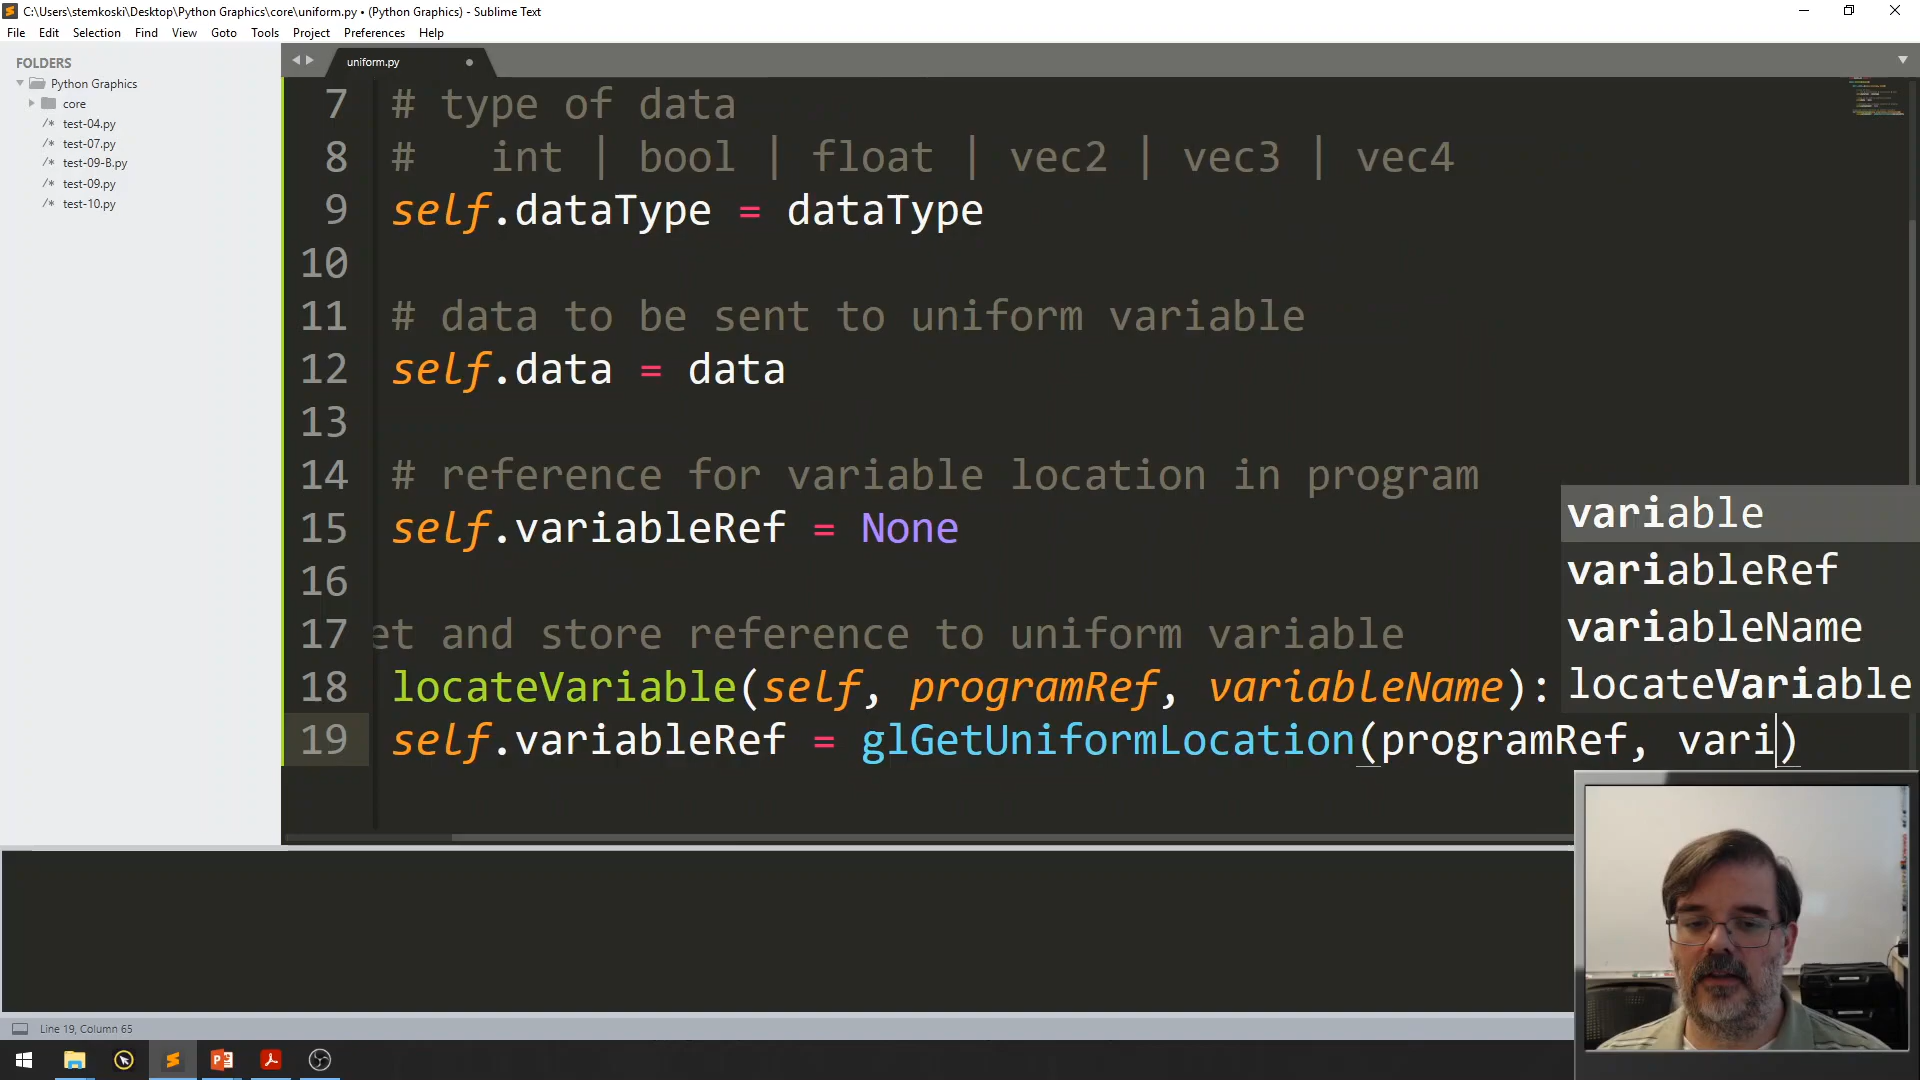 C:\Users\stemkoski\Desktop\Python Graphics\core\uniform.py • (Python Graphics) - Sublime Text
File Edit Selection Find View Goto Tools Project Preferences Help
FOLDERS
Python Graphics
core
/* test-04.py
/* test-07.py
/* test-09-B.py
/* test-09.py
/* test-10.py
uniform.py
7 # type of data
8 #   int | bool | float | vec2 | vec3 | vec4
9 self.dataType = dataType
10
11 # data to be sent to uniform variable
12 self.data = data
13
14 # reference for variable location in program
15 self.variableRef = None
16
17 et and store reference to uniform variable
18 locateVariable(self, programRef, variableName):
19 self.variableRef = glGetUniformLocation(programRef, vari)
variable
variableRef
variableName
locateVariable
Line 19, Column 65